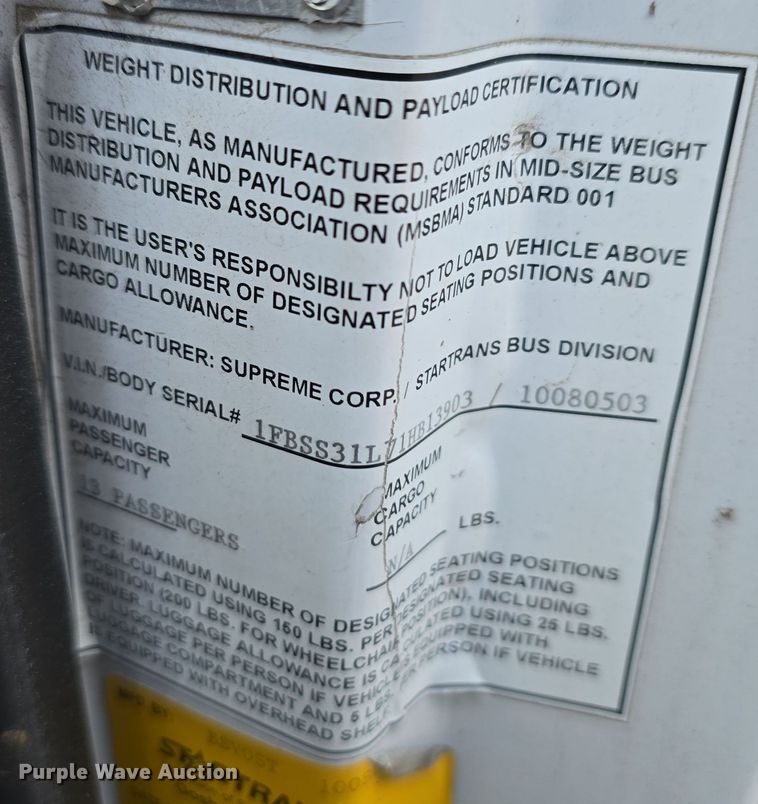 WEIGHT DISTRIBUTION AND PAYLOAD CERTIFICATION
THIS VEHICLE, AS MANUFACTURED, CONFORMS TO THE WEIGHT
DISTRIBUTION AND PAYLOAD REQUIREMENTS IN MID-SIZE BUS
MANUFACTURERS ASSOCIATION (MSBMA) STANDARD 001
IT IS THE USER'S RESPONSIBILTY NOT TO LOAD VEHICLE ABOVE
MAXIMUM NUMBER OF DESIGNATED SEATING POSITIONS AND
CARGO ALLOWANCE.
MANUFACTURER: SUPREME CORP. / STARTRANS BUS DIVISION
V.I.N./BODY SERIAL# 1FBSS31L71HB13903 / 10080503
MAXIMUM
PASSENGER
CAPACITY
13 PASSENGERS
MAXIMUM
CARGO
CAPACITY
N/A LBS.
NOTE: MAXIMUM NUMBER OF DESIGNATED SEATING POSITIONS
IS CALCULATED USING 150 LBS. PER DESIGNATED SEATING
POSITION (200 LBS. FOR WHEELCHAIR POSITION), INCLUDING
DRIVER. LUGGAGE ALLOWANCE IS CALCULATED USING 25 LBS.
OF LUGGAGE PER PERSON IF VEHICLE EQUIPPED WITH
LUGGAGE COMPARTMENT AND 5 LBS. PER PERSON IF VEHICLE
IS EQUIPPED WITH OVERHEAD
MFD BY:
Purple Wave Auction